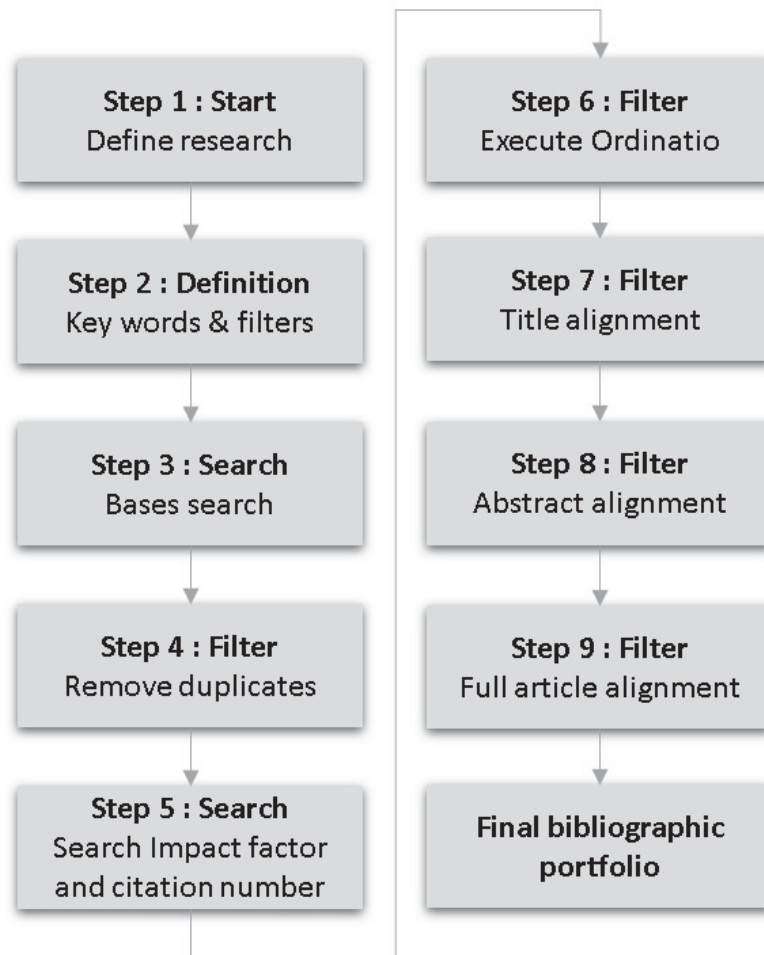 Step 1 : Start
Define research
Step 2 : Definition
Key words & filters
Step 3 : Search
Bases search
Step 4 : Filter
Remove duplicates
Step 5 : Search
Search Impact factor
and citation number
Step 6 : Filter
Execute Ordinatio
Step 7 : Filter
Title alignment
Step 8 : Filter
Abstract alignment
Step 9 : Filter
Full article alignment
Final bibliographic
portfolio